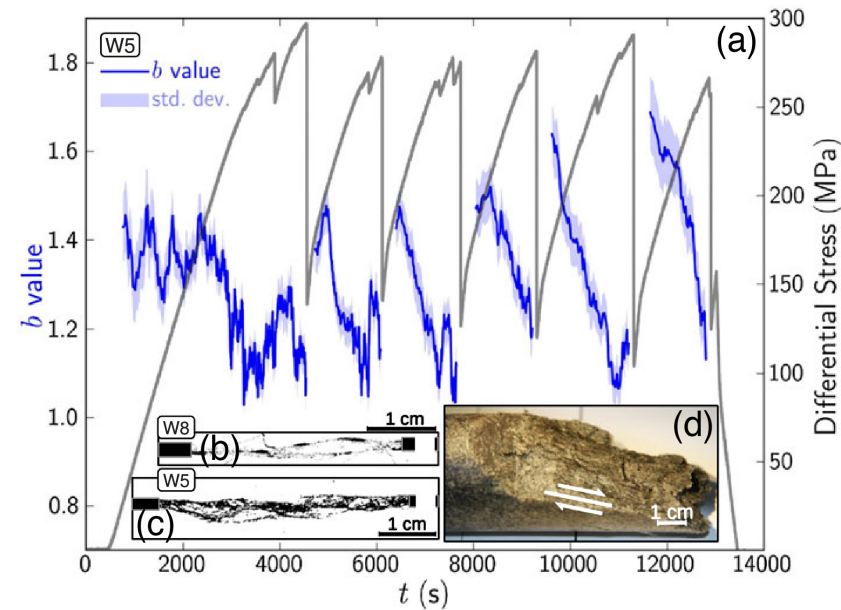 W5
b value
std. dev.
(a)
1.8
1.6
1.4
1.2
1.0
0.8
b value
300
250
200
150
100
50
Differential Stress (MPa)
W8
(b)
1 cm
W5
(c)
1 cm
(d)
1 cm
0
2000
4000
6000
8000
10000
12000
14000
t (s)